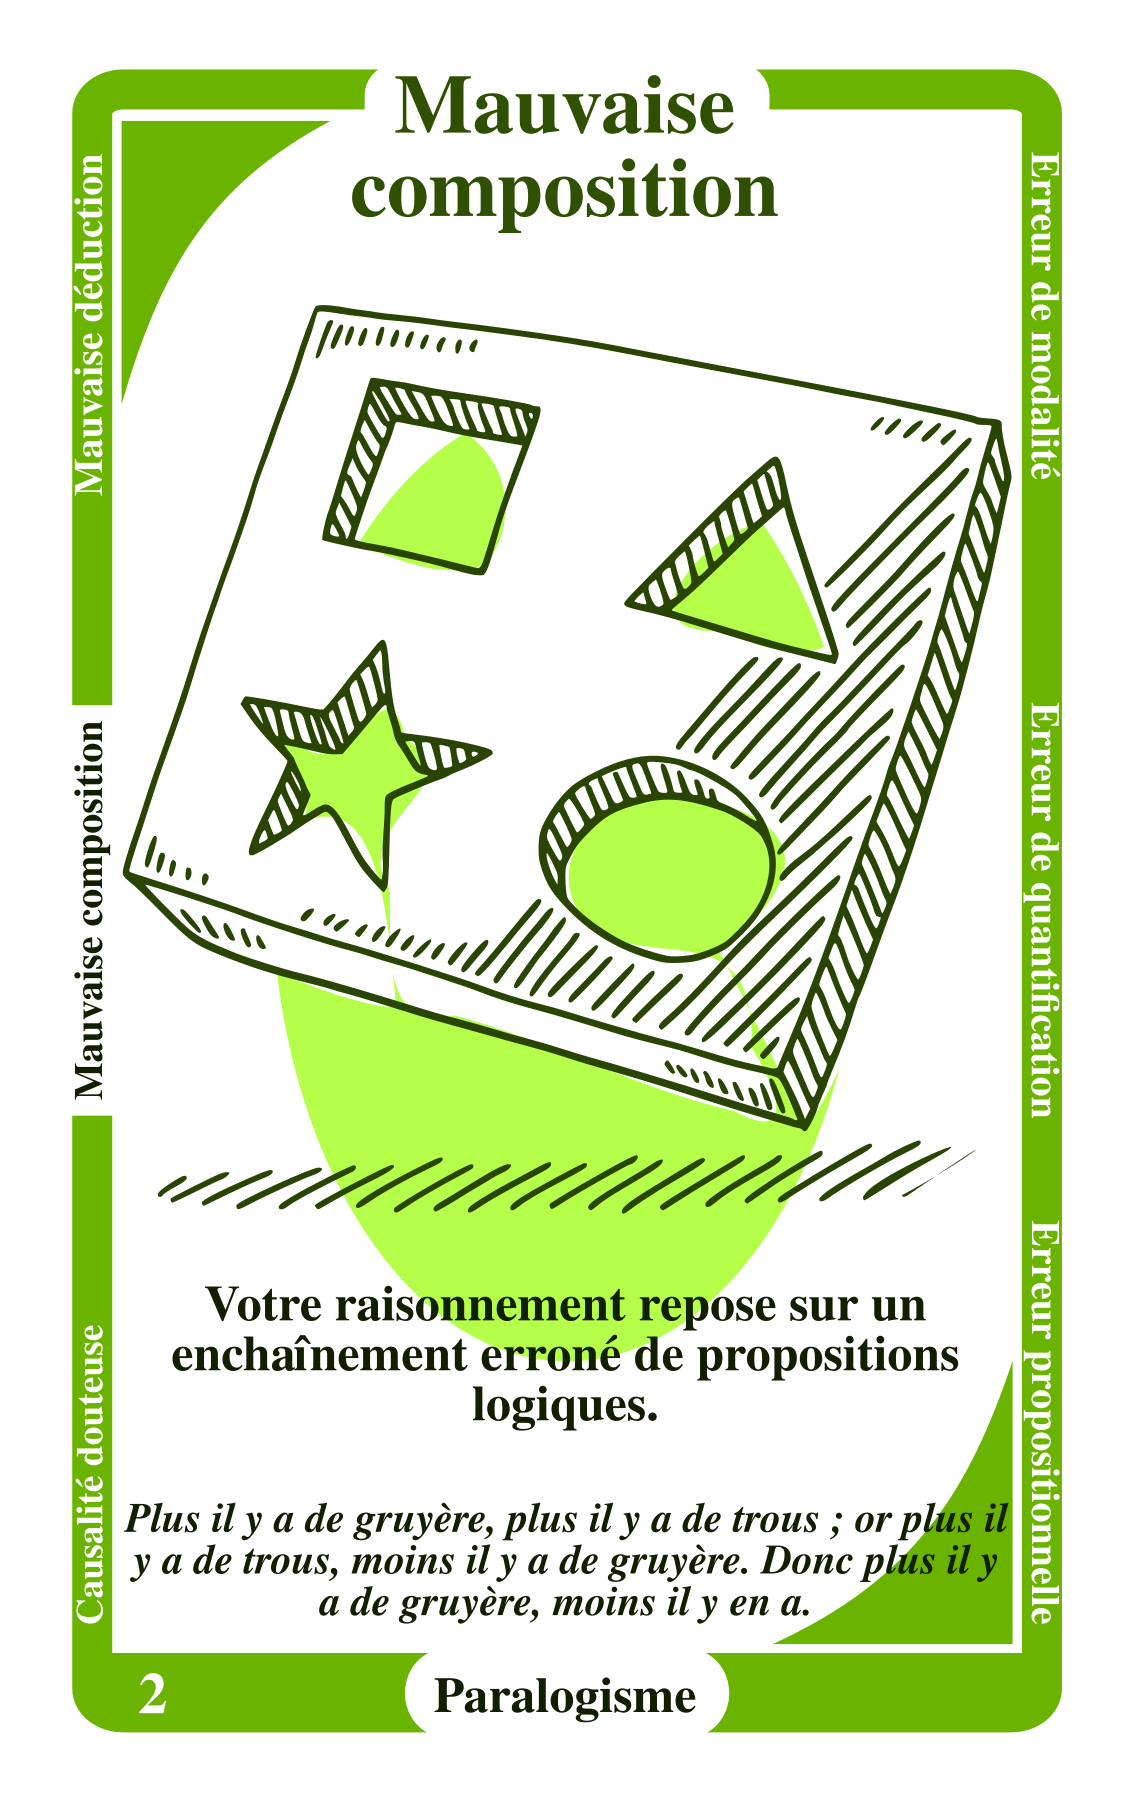 Mauvaise
composition
Mauvaise déduction
Mauvaise composition
Causalité douteuse
Erreur de modalité
Erreur de quantification
Erreur propositionnelle
Votre raisonnement repose sur un
enchaînement erroné de propositions
logiques.
Plus il y a de gruyère, plus il y a de trous ; or plus il
y a de trous, moins il y a de gruyère. Donc plus il y
a de gruyère, moins il y en a.
2
Paralogisme